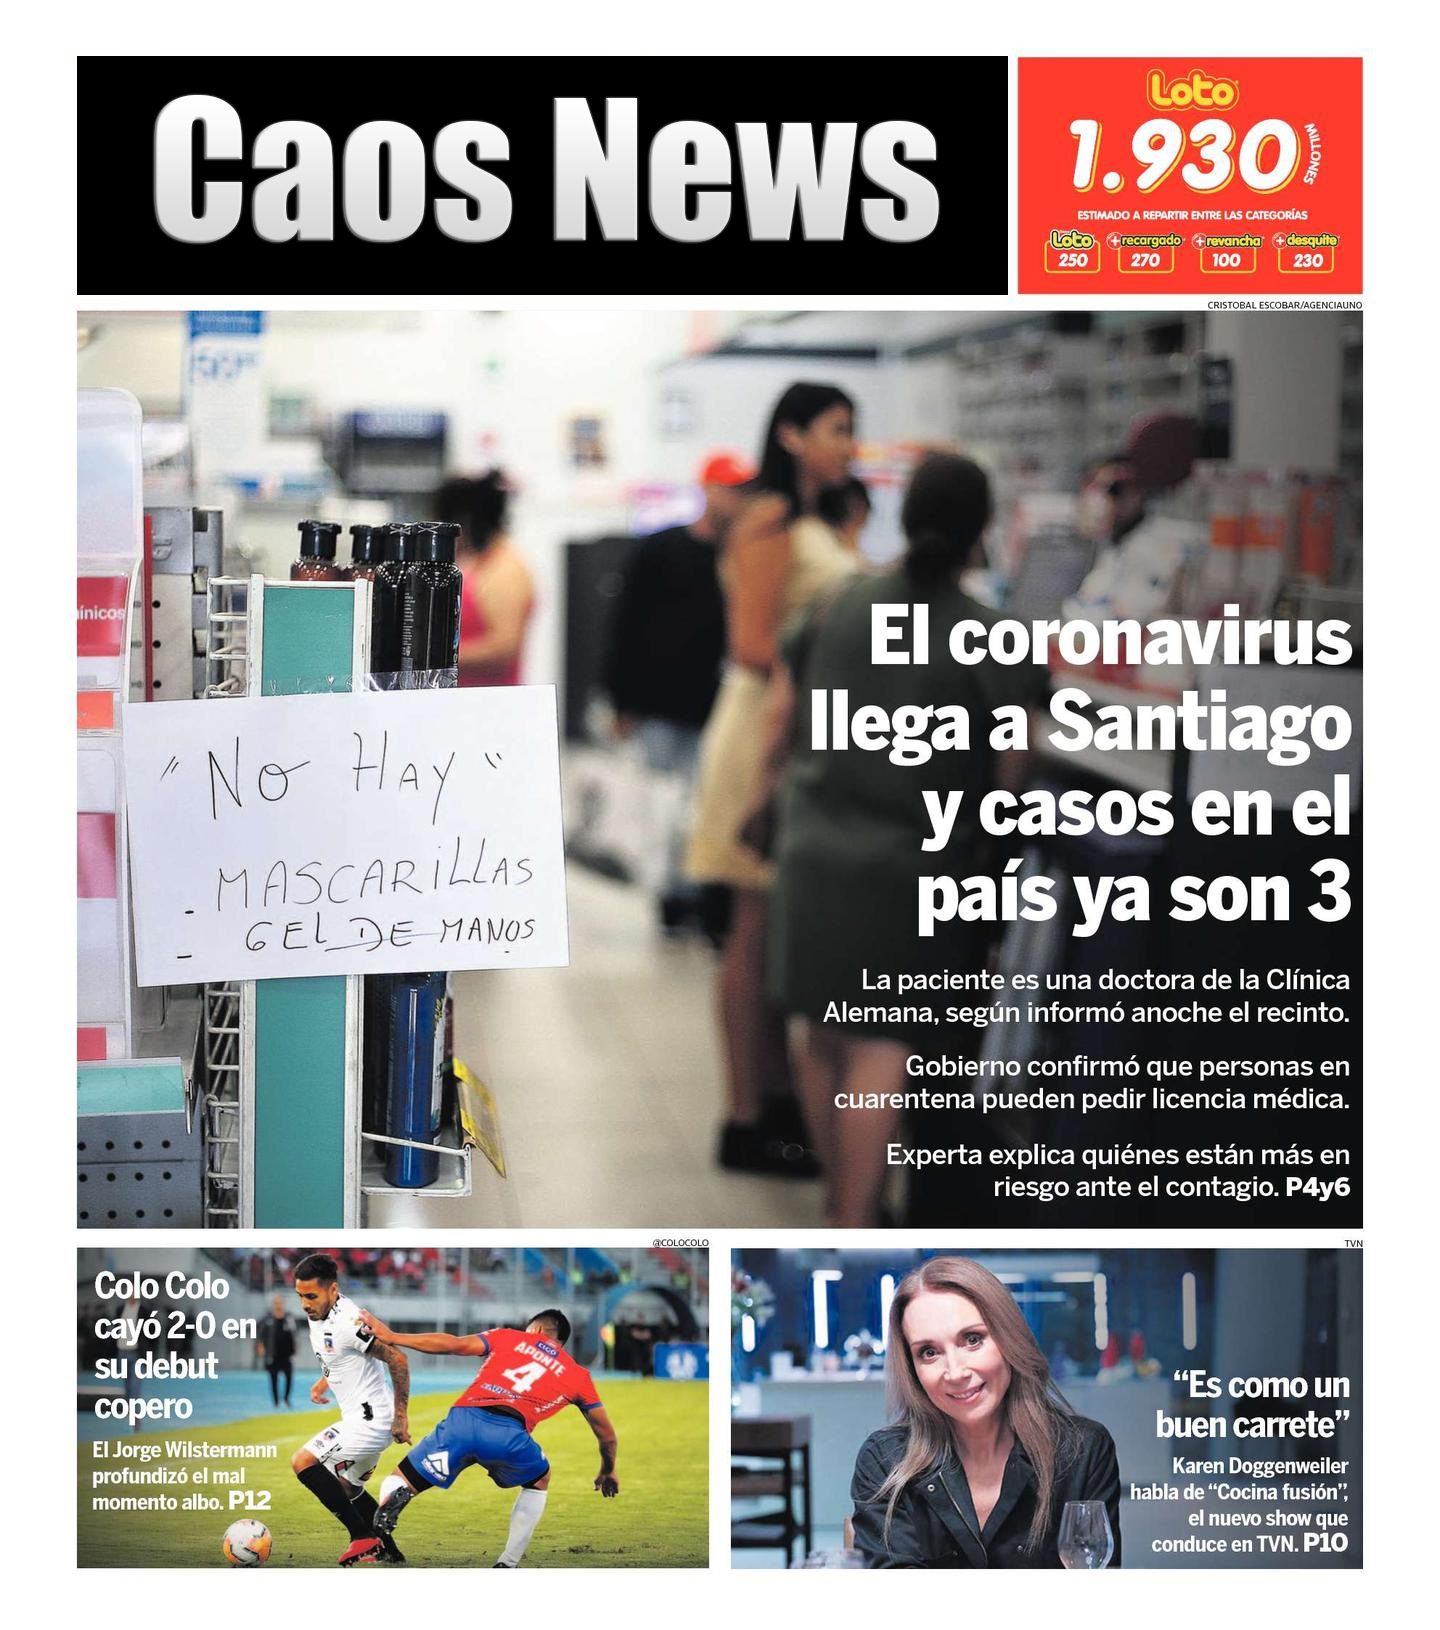 Caos News
Loto
1.930
MILLONES
ESTIMADO A REPARTIR ENTRE LAS CATEGORÍAS
Loto +recargado +revancha +desquite
250 270 100 230
CRISTOBAL ESCOBAR/AGENCIAUNO
ínicos
"No HAY"
- MASCARiLLAS
- GEL DE MANOS
El coronavirus
llega a Santiago
y casos en el
país ya son 3
La paciente es una doctora de la Clínica
Alemana, según informó anoche el recinto.
Gobierno confirmó que personas en
cuarentena pueden pedir licencia médica.
Experta explica quiénes están más en
riesgo ante el contagio. P4y6
@COLOCOLO
Colo Colo
cayó 2-0 en
su debut
copero
El Jorge Wilstermann
profundizó el mal
momento albo. P12
APONTE
4
TVN
“Es como un
buen carrete”
Karen Doggenweiler
habla de “Cocina fusión”,
el nuevo show que
conduce en TVN. P10